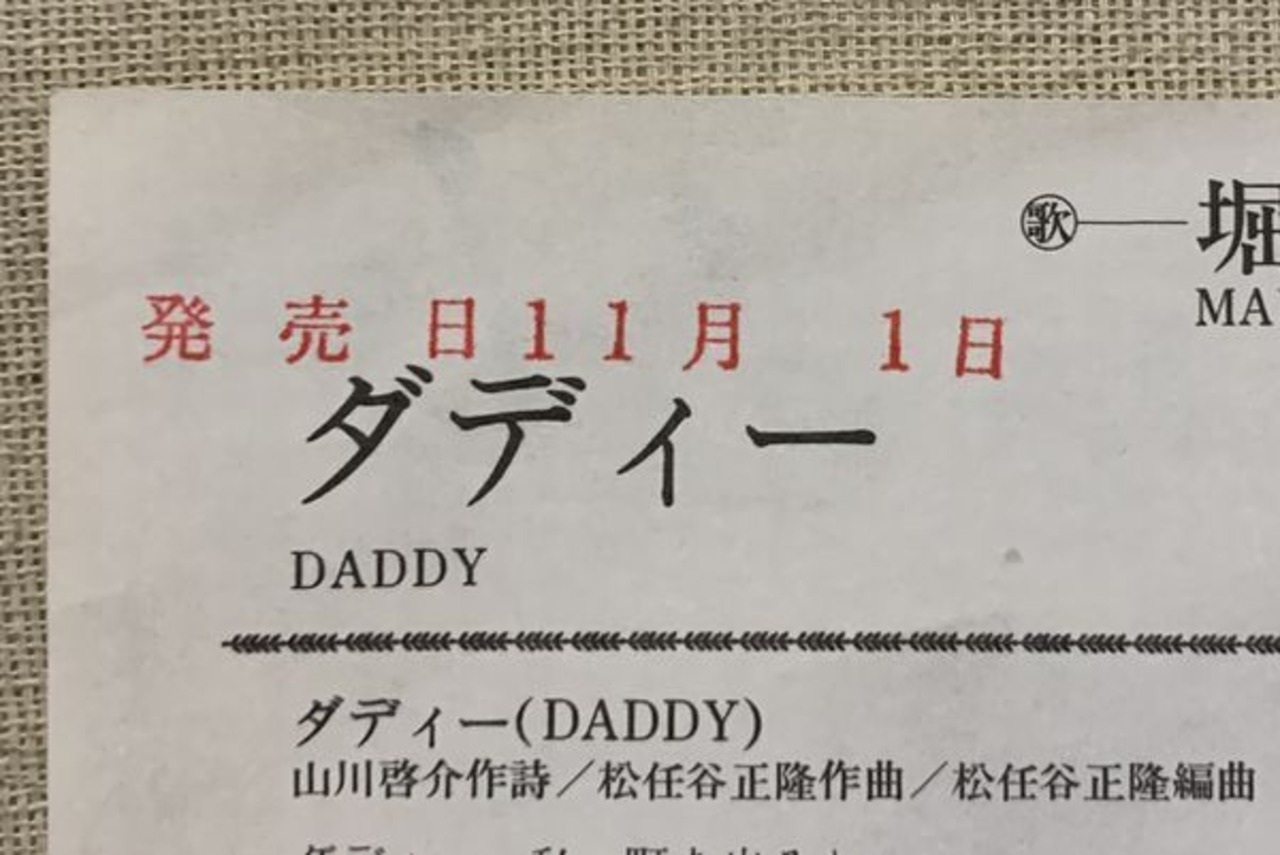 ㊙歌──堀
MA
発売日11月 1日
ダディー
DADDY
ダディー(DADDY)
山川啓介作詩／松任谷正隆作曲／松任谷正隆編曲